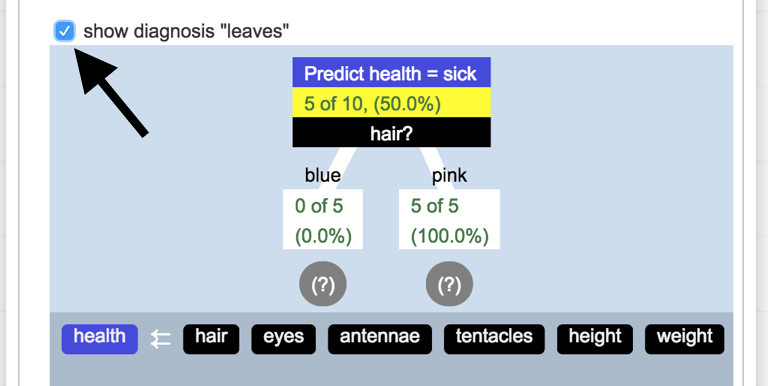 show diagnosis "leaves"
Predict health = sick
5 of 10, (50.0%)
hair?
blue pink
0 of 5 5 of 5
(0.0%) (100.0%)
(?) (?)
health hair eyes antennae tentacles height weight